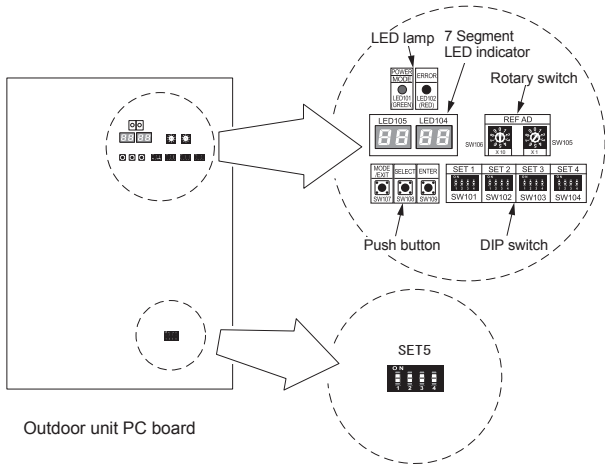 LED lamp
7 Segment
LED indicator
Rotary switch
POWER
MODE
ERROR
LED101
(GREEN)
LED102
(RED)
LED105
LED104
88 88
REF AD
SW106
X 10
X 1
SW105
MODE
/EXIT
SELECT
ENTER
SW107
SW108
SW109
SET 1
SET 2
SET 3
SET 4
SW101
SW102
SW103
SW104
Push button
DIP switch
SET5
ON
1 2 3 4
Outdoor unit PC board